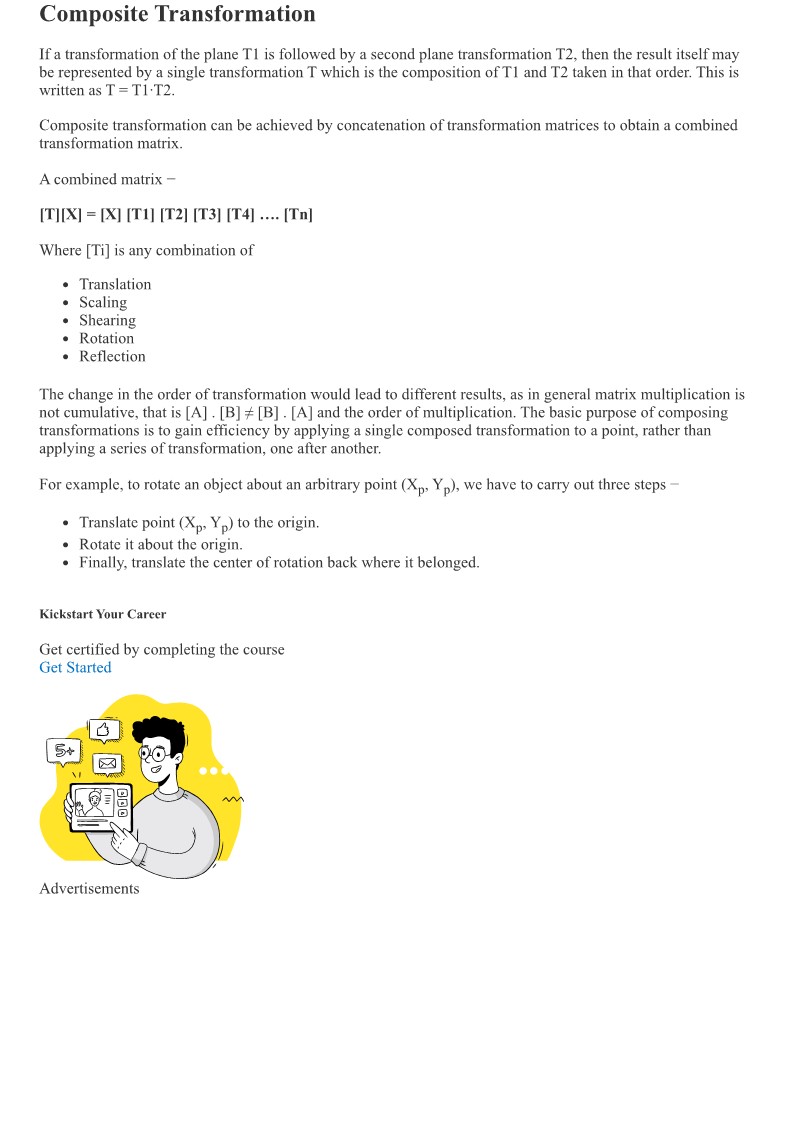 Composite Transformation
If a transformation of the plane T1 is followed by a second plane transformation T2, then the result itself may
be represented by a single transformation T which is the composition of T1 and T2 taken in that order. This is
written as T = T1∙T2.
Composite transformation can be achieved by concatenation of transformation matrices to obtain a combined
transformation matrix.
A combined matrix −
[T][X] = [X] [T1] [T2] [T3] [T4] …. [Tn]
Where [Ti] is any combination of
• Translation
• Scaling
• Shearing
• Rotation
• Reflection
The change in the order of transformation would lead to different results, as in general matrix multiplication is
not cumulative, that is [A] . [B] ≠ [B] . [A] and the order of multiplication. The basic purpose of composing
transformations is to gain efficiency by applying a single composed transformation to a point, rather than
applying a series of transformation, one after another.
For example, to rotate an object about an arbitrary point (Xp, Yp), we have to carry out three steps −
• Translate point (Xp, Yp) to the origin.
• Rotate it about the origin.
• Finally, translate the center of rotation back where it belonged.
Kickstart Your Career
Get certified by completing the course
Get Started
5+
Advertisements